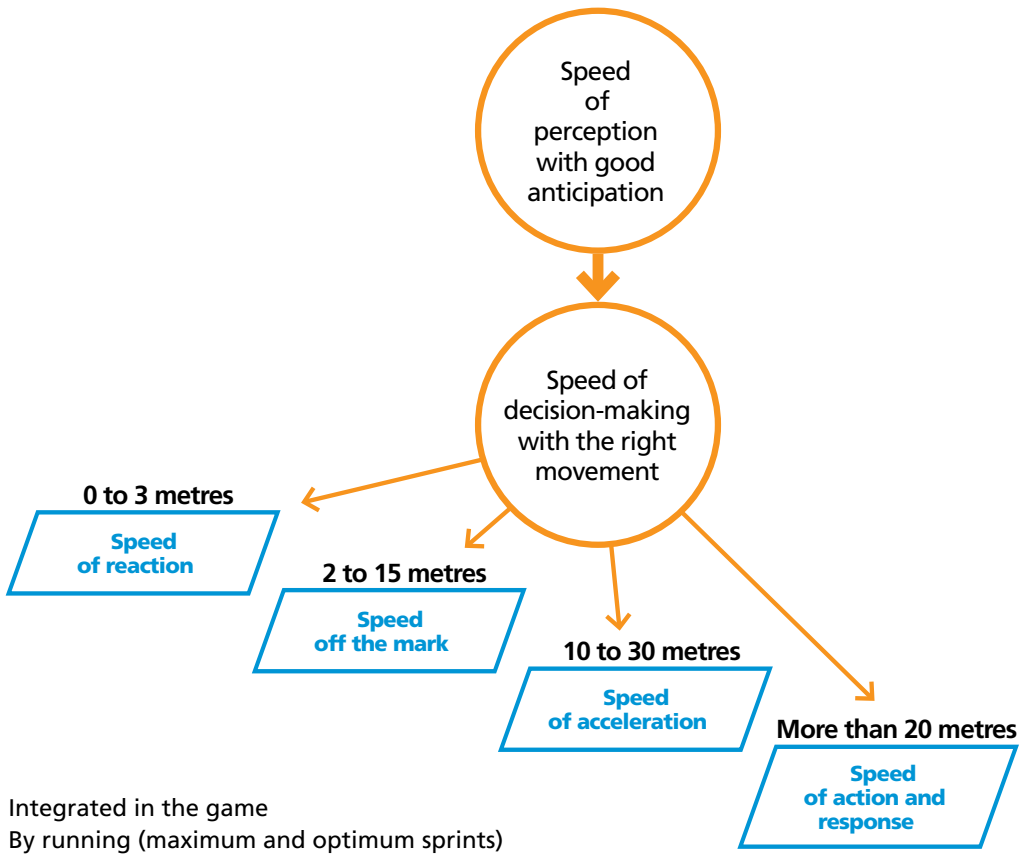 Speed
of
perception
with good
anticipation
Speed of
decision-making
with the right
movement
0 to 3 metres
Speed
of reaction
2 to 15 metres
Speed
off the mark
10 to 30 metres
Speed
of acceleration
More than 20 metres
Speed
of action and
response
Integrated in the game
By running (maximum and optimum sprints)